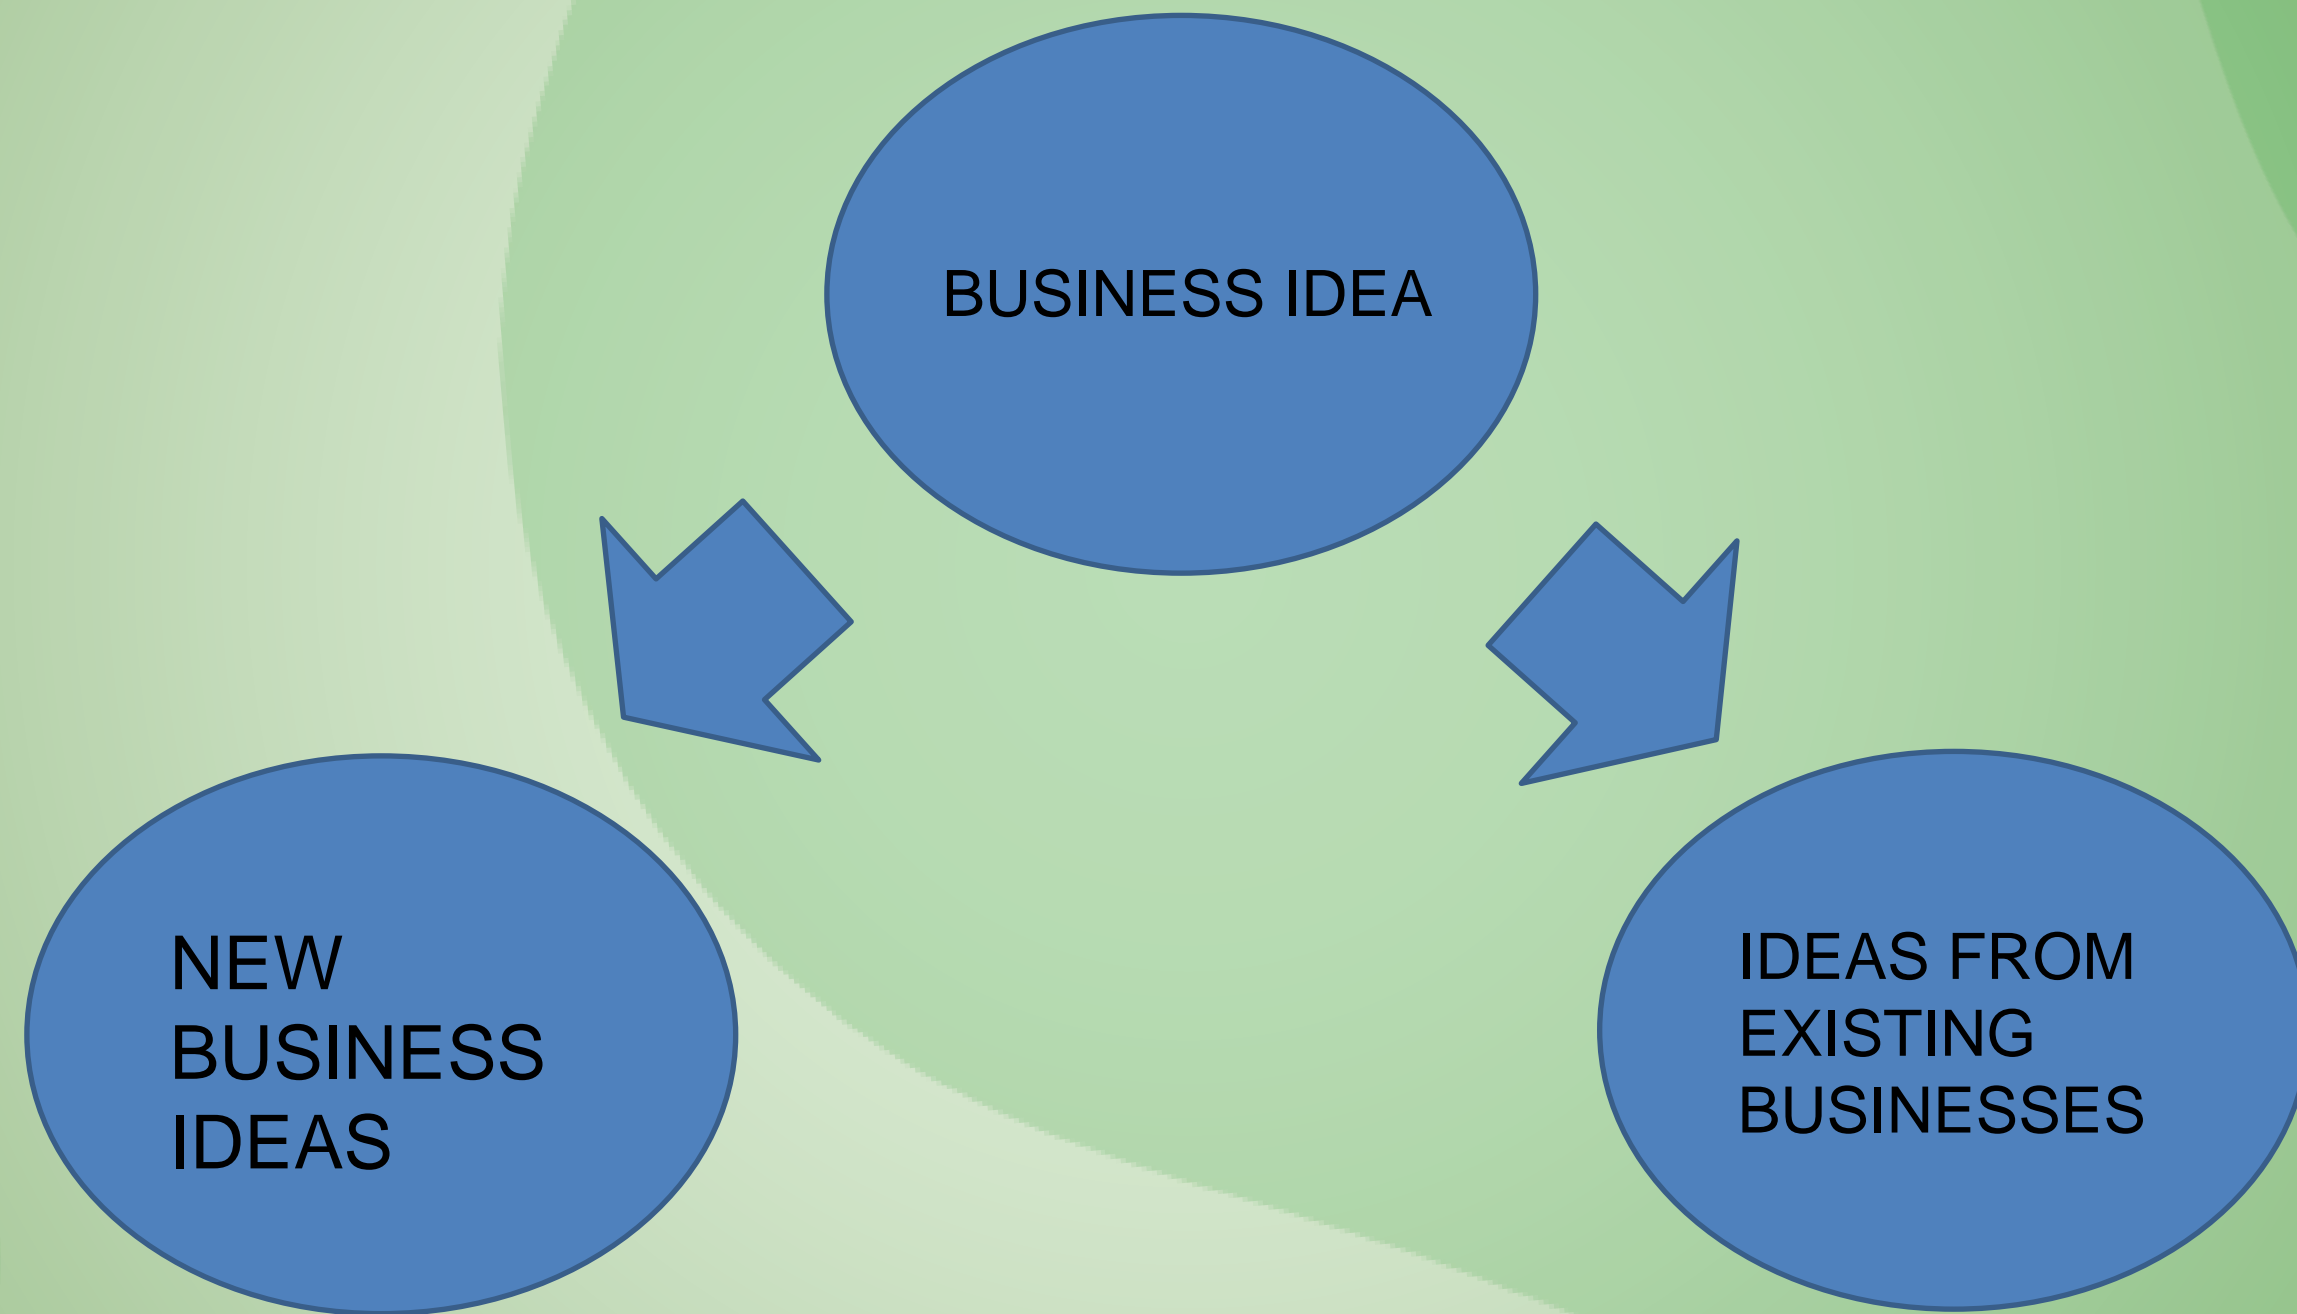 BUSINESS IDEA
NEW
BUSINESS
IDEAS
IDEAS FROM
EXISTING
BUSINESSES